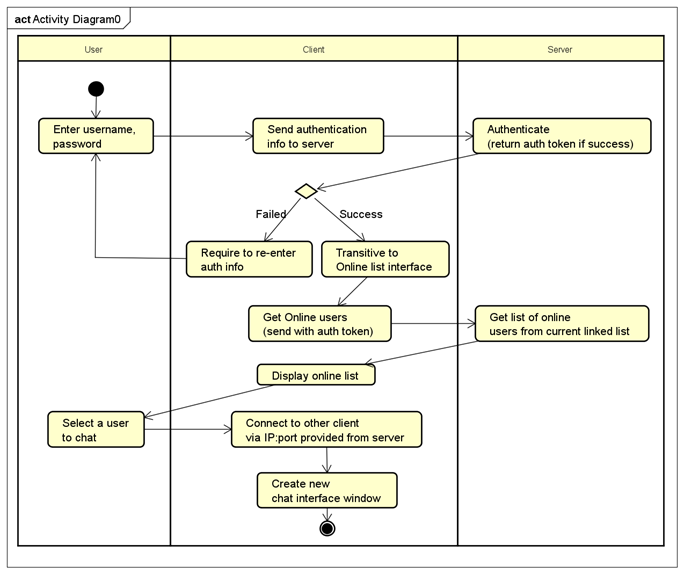 act Activity Diagram0
User
Client
Server
Enter username,
password
Send authentication
info to server
Authenticate
(return auth token if success)
Failed
Success
Require to re-enter
auth info
Transitive to
Online list interface
Get Online users
(send with auth token)
Get list of online
users from current linked list
Display online list
Select a user
to chat
Connect to other client
via IP:port provided from server
Create new
chat interface window